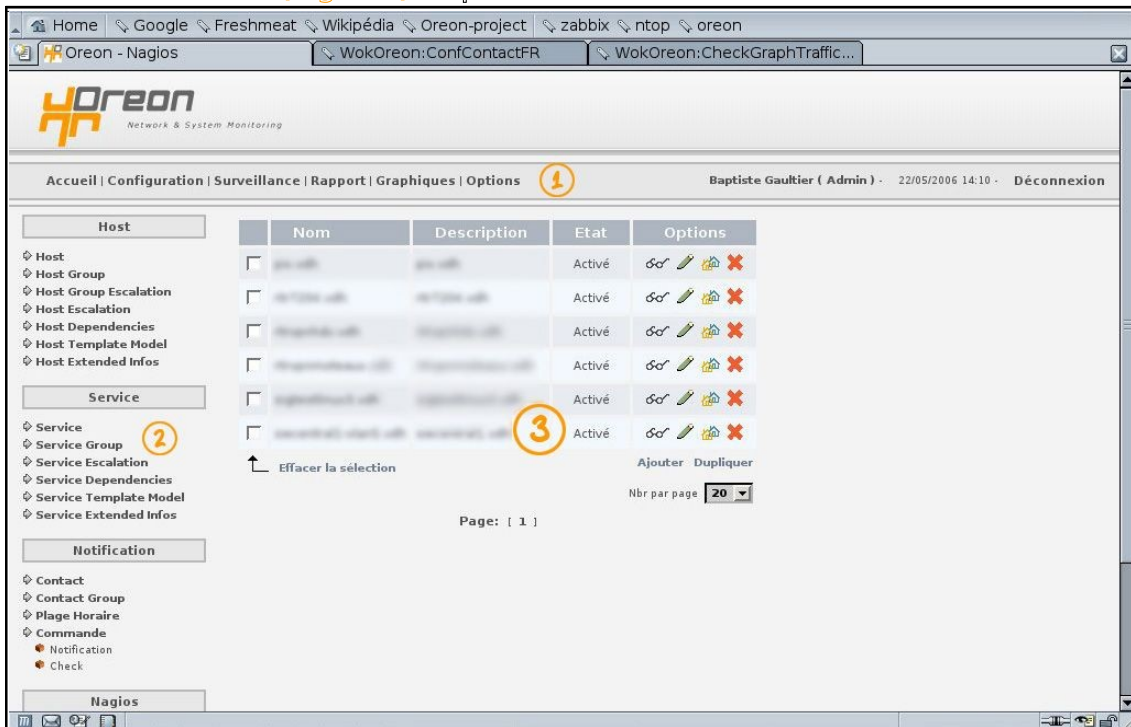 Home Google Freshmeat Wikipédia Oreon-project zabbix ntop oreon
Oreon - Nagios WokOreon:ConfContactFR WokOreon:CheckGraphTraffic...
Oreon
Network & System Monitoring
Accueil | Configuration | Surveillance | Rapport | Graphiques | Options 1 Baptiste Gaultier ( Admin ) - 22/05/2006 14:10 - Déconnexion
Host
Host
Host Group
Host Group Escalation
Host Escalation
Host Dependencies
Host Template Model
Host Extended Infos
Service
Service
Service Group
2
Service Escalation
Service Dependencies
Service Template Model
Service Extended Infos
Notification
Contact
Contact Group
Plage Horaire
Commande
Notification
Check
Nagios
Nom Description Etat Options
Activé
Activé
Activé
Activé
Activé
3 Activé
Effacer la sélection Ajouter Dupliquer
Nbr par page 20
Page: [ 1 ]